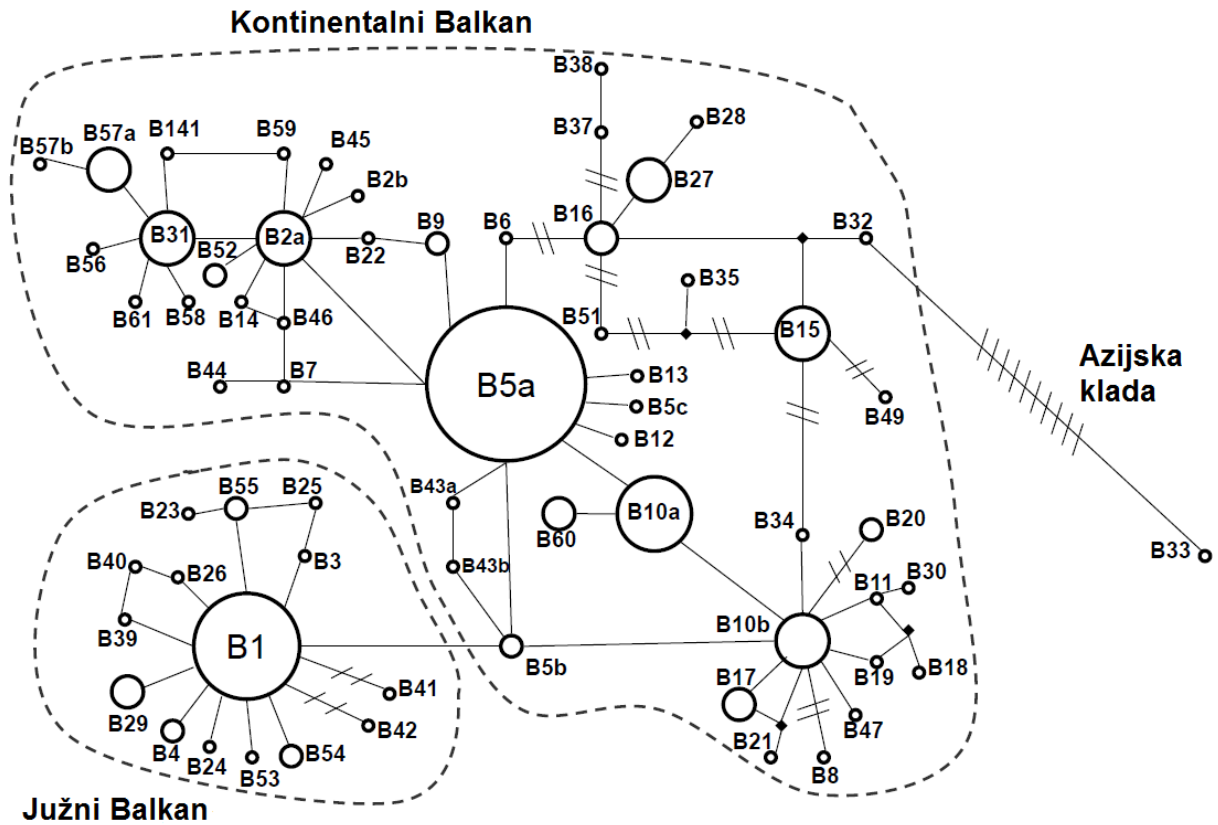 Kontinentalni Balkan
B38
B57a
B141
B59
B37
B28
B57b
B45
B2b
B27
B9
B6
B16
B32
B31
B52
B2a
B22
B56
B35
B61
B58
B14
B46
B51
B15
Azijska
klada
B44
B7
B5a
B13
B5c
B12
B49
B55
B25
B43a
B23
B10a
B60
B34
B20
B40
B26
B3
B43b
B33
B11
B30
B39
B10b
B1
B5b
B19
B18
B41
B17
B29
B4
B42
B47
B24
B53
B54
B21
B8
Južni Balkan